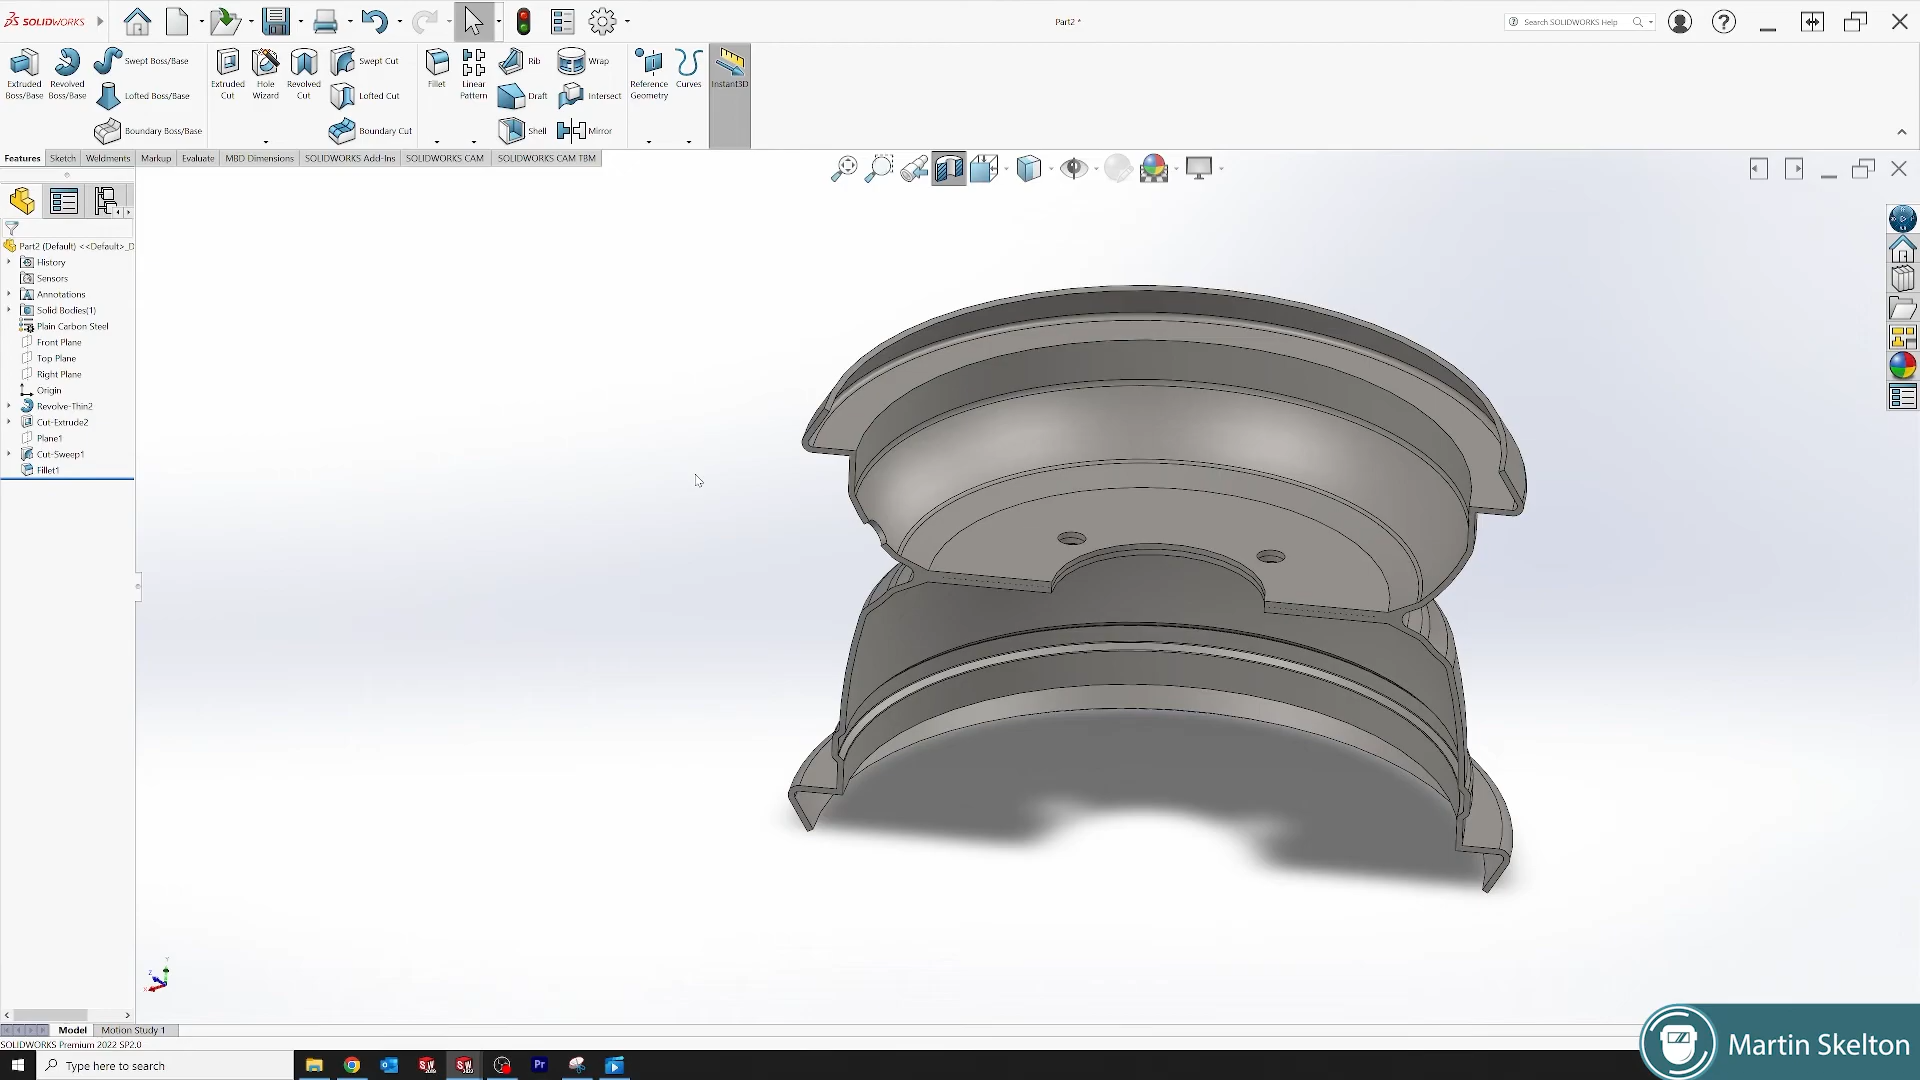 SOLIDWORKS
Part2 *
Search SOLIDWORKS Help
Extruded Boss/Base
Revolved Boss/Base
Swept Boss/Base
Lofted Boss/Base
Boundary Boss/Base
Extruded Cut
Hole Wizard
Revolved Cut
Swept Cut
Lofted Cut
Boundary Cut
Fillet
Linear Pattern
Rib
Draft
Shell
Wrap
Intersect
Mirror
Reference Geometry
Curves
Instant3D
Features
Sketch
Weldments
Markup
Evaluate
MBD Dimensions
SOLIDWORKS Add-Ins
SOLIDWORKS CAM
SOLIDWORKS CAM TBM
Part2 (Default) <<Default>_D
History
Sensors
Annotations
Solid Bodies(1)
Plain Carbon Steel
Front Plane
Top Plane
Right Plane
Origin
Revolve-Thin2
Cut-Extrude2
Plane1
Cut-Sweep1
Fillet1
Model
Motion Study 1
SOLIDWORKS Premium 2022 SP2.0
Type here to search
Pr
Martin Skelton